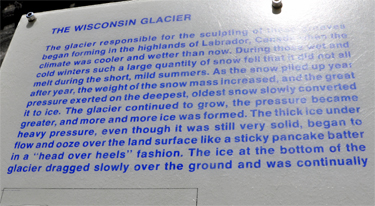 THE WISCONSIN GLACIER
The glacier responsible for the sculpting of
began forming in the highlands of Labrador,
climate was cooler and wetter than now. During those wet and
cold winters such a large quantity of snow fell that it did not all
melt during the short, mild summers. As the snow piled up year
after year, the weight of the snow mass increased, and the great
pressure exerted on the deepest, oldest snow slowly converted
it to ice. The glacier continued to grow, the pressure became
greater, and more and more ice was formed. The thick ice under
heavy pressure, even though it was still very solid, began to
flow and ooze over the land surface like a sticky pancake batter
in a "head over heels" fashion. The ice at the bottom of the
glacier dragged slowly over the ground and was continually